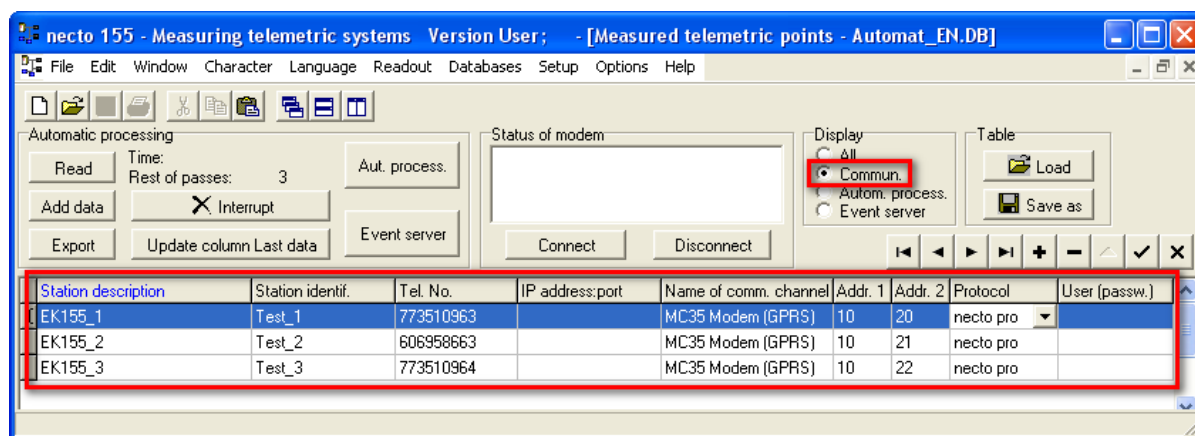 necto 155 - Measuring telemetric systems Version User; - [Measured telemetric points - Automat_EN.DB]
File Edit Window Character Language Readout Databases Setup Options Help
Automatic processing
Read
Time:
Rest of passes: 3
Aut. process.
Add data
Interrupt
Export
Update column Last data
Event server
Status of modem
Connect
Disconnect
Display
All
Commun.
Autom. process.
Event server
Table
Load
Save as
Station description Station identif. Tel. No. IP address:port Name of comm. channel Addr. 1 Addr. 2 Protocol User (passw.)
EK155_1 Test_1 773510963 MC35 Modem (GPRS) 10 20 necto pro
EK155_2 Test_2 606958663 MC35 Modem (GPRS) 10 21 necto pro
EK155_3 Test_3 773510964 MC35 Modem (GPRS) 10 22 necto pro